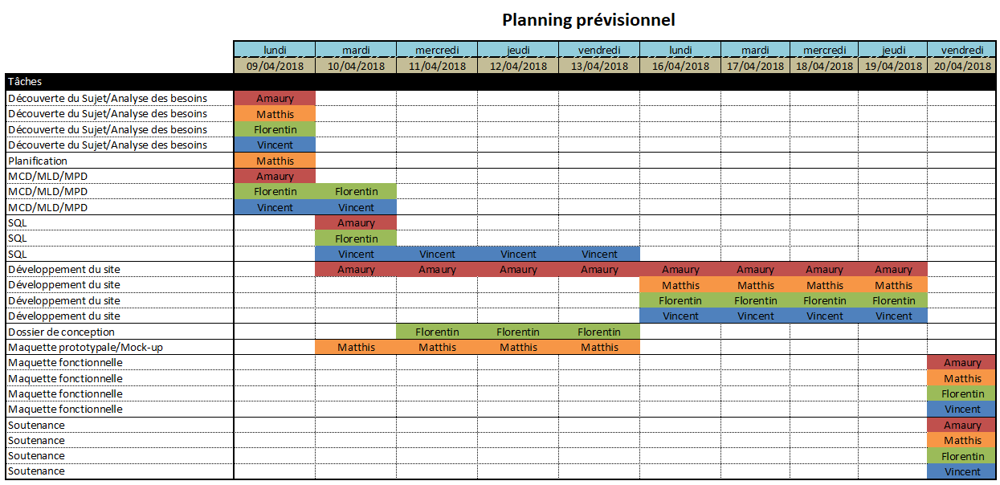 Planning prévisionnel
lundi mardi mercredi jeudi vendredi lundi mardi mercredi jeudi vendredi
09/04/2018 10/04/2018 11/04/2018 12/04/2018 13/04/2018 16/04/2018 17/04/2018 18/04/2018 19/04/2018 20/04/2018
Tâches
Découverte du Sujet/Analyse des besoins Amaury
Découverte du Sujet/Analyse des besoins Matthis
Découverte du Sujet/Analyse des besoins Florentin
Découverte du Sujet/Analyse des besoins Vincent
Planification Matthis
MCD/MLD/MPD Amaury
MCD/MLD/MPD Florentin Florentin
MCD/MLD/MPD Vincent Vincent
SQL Amaury
SQL Florentin
SQL Vincent Vincent Vincent Vincent
Développement du site Amaury Amaury Amaury Amaury Amaury Amaury Amaury Amaury
Développement du site Matthis Matthis Matthis Matthis
Développement du site Florentin Florentin Florentin Florentin
Développement du site Vincent Vincent Vincent Vincent
Dossier de conception Florentin Florentin Florentin
Maquette prototypale/Mock-up Matthis Matthis Matthis Matthis
Maquette fonctionnelle Amaury
Maquette fonctionnelle Matthis
Maquette fonctionnelle Florentin
Maquette fonctionnelle Vincent
Soutenance Amaury
Soutenance Matthis
Soutenance Florentin
Soutenance Vincent